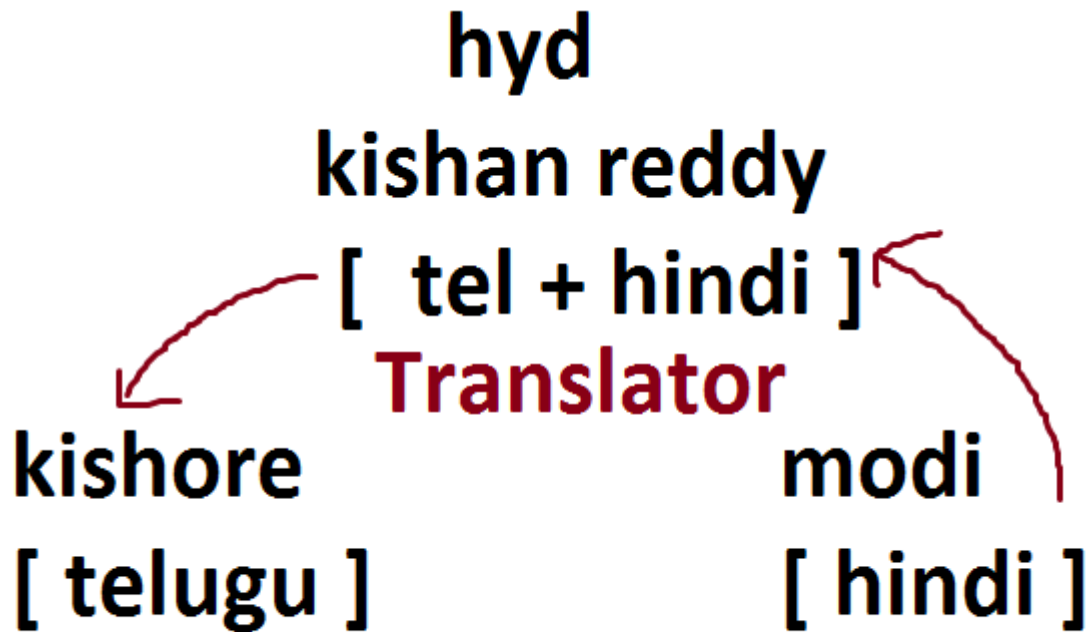 hyd
kishan reddy
[ tel + hindi ]
Translator
kishore
[ telugu ]
modi
[ hindi ]